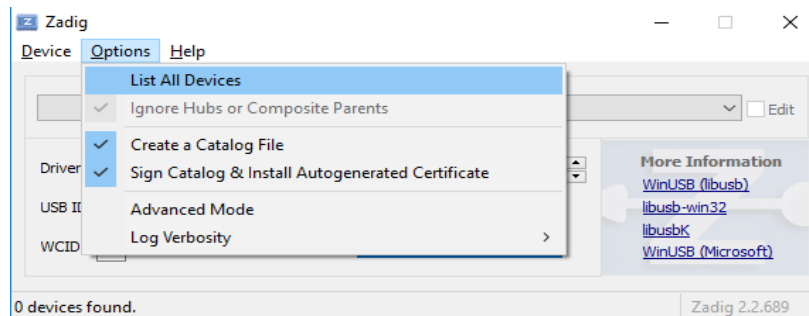 Zadig
Device Options Help
List All Devices
Ignore Hubs or Composite Parents
Edit
Create a Catalog File
Sign Catalog & Install Autogenerated Certificate
Advanced Mode
Log Verbosity
Driver
USB ID
WCID
More Information
WinUSB (libusb)
libusb-win32
libusbK
WinUSB (Microsoft)
0 devices found.
Zadig 2.2.689